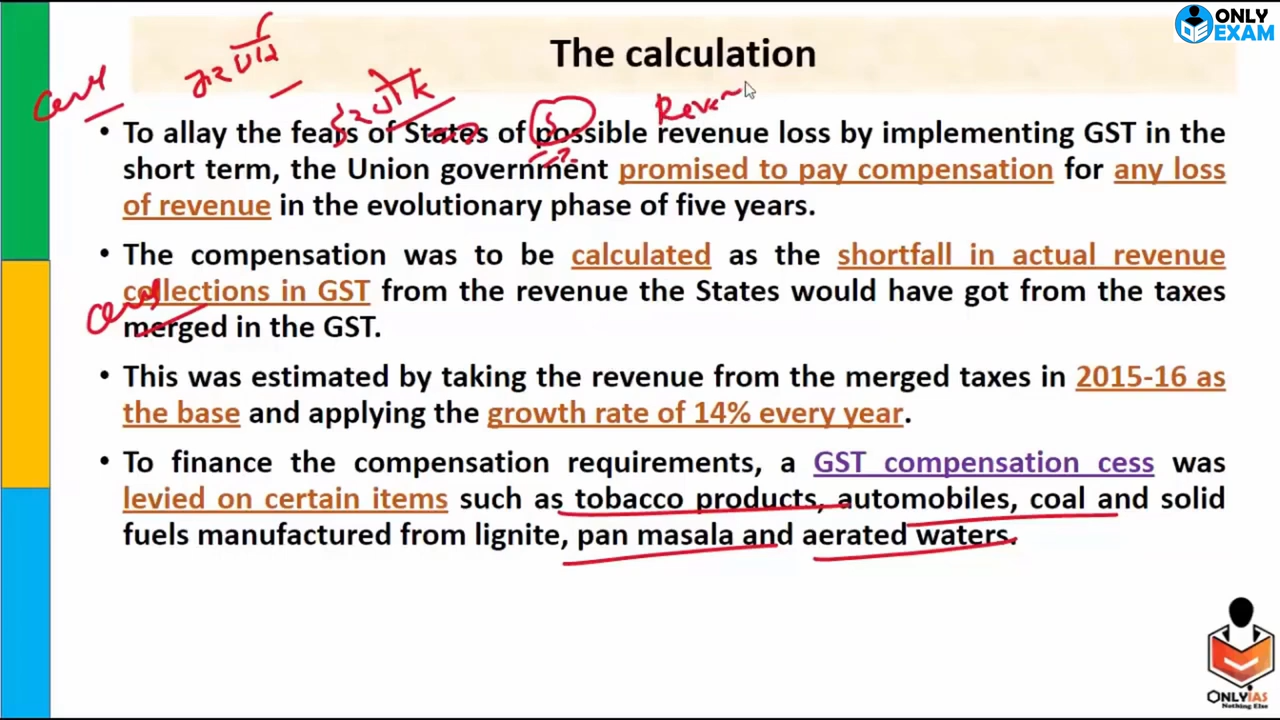 ONLY
EXAM
The calculation
Reve
5
• To allay the fears of States of possible revenue loss by implementing GST in the
short term, the Union government promised to pay compensation for any loss
of revenue in the evolutionary phase of five years.
• The compensation was to be calculated as the shortfall in actual revenue
collections in GST from the revenue the States would have got from the taxes
merged in the GST.
• This was estimated by taking the revenue from the merged taxes in 2015-16 as
the base and applying the growth rate of 14% every year.
• To finance the compensation requirements, a GST compensation cess was
levied on certain items such as tobacco products, automobiles, coal and solid
fuels manufactured from lignite, pan masala and aerated waters.
ONLYIAS
Nothing Else